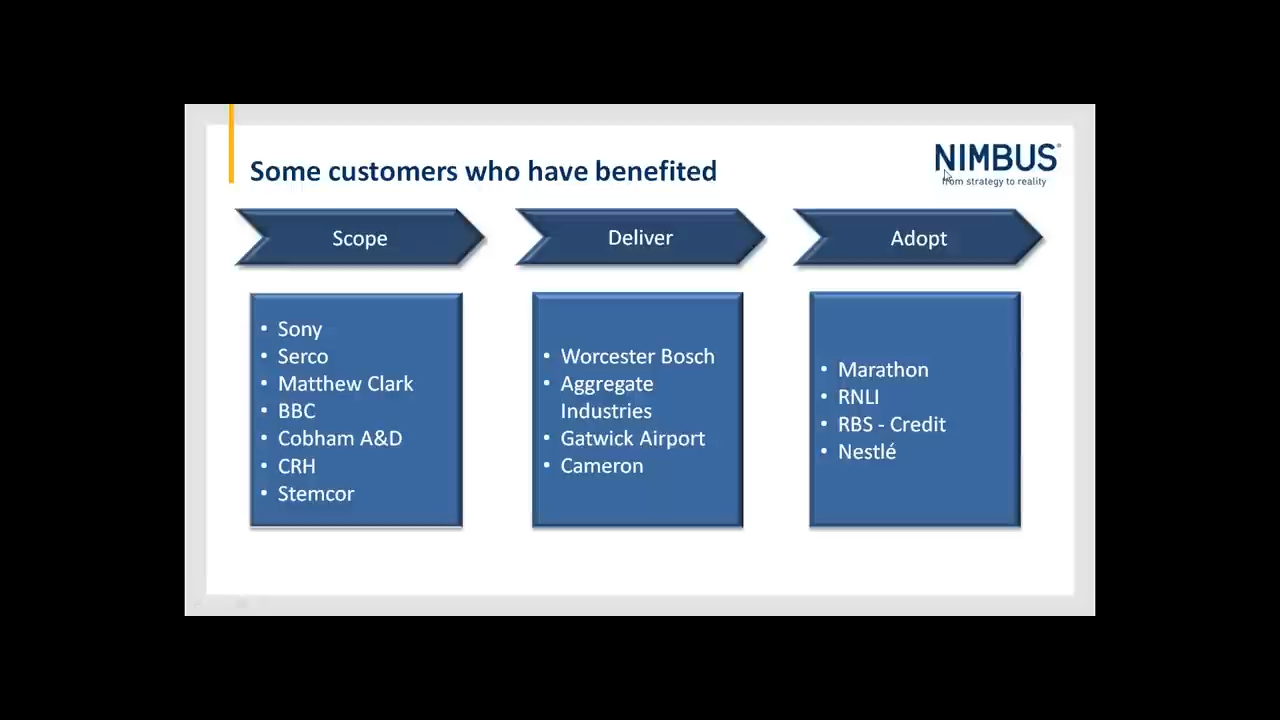 Some customers who have benefited
NIMBUS®
from strategy to reality
Scope
Deliver
Adopt
• Sony
• Serco
• Matthew Clark
• BBC
• Cobham A&D
• CRH
• Stemcor
• Worcester Bosch
• Aggregate
Industries
• Gatwick Airport
• Cameron
• Marathon
• RNLI
• RBS - Credit
• Nestlé